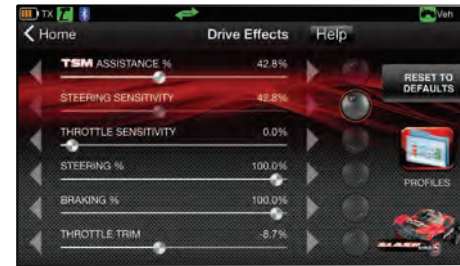 TX Veh
Home Drive Effects Help
TSM ASSISTANCE % 42.8%
RESET TO
DEFAULTS
STEERING SENSITIVITY 42.8%
THROTTLE SENSITIVITY 0.0%
STEERING % 100.0%
PROFILES
BRAKING % 100.0%
THROTTLE TRIM -8.7%
SLASH